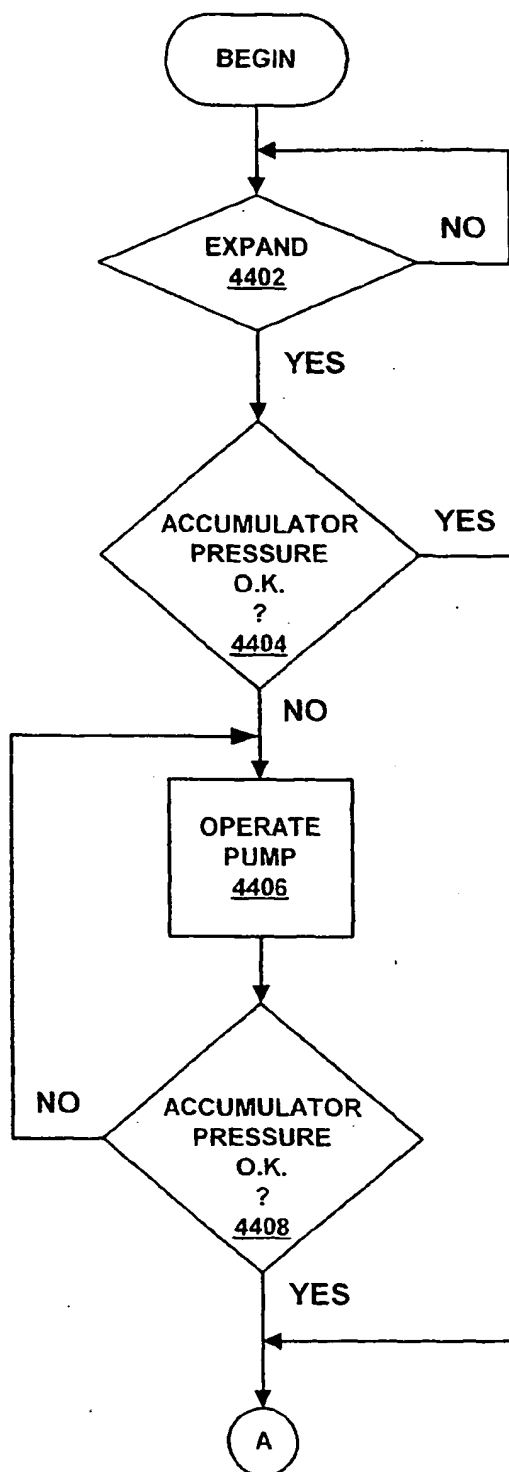 BEGIN
EXPAND
4402
NO
YES
ACCUMULATOR
PRESSURE
O.K.
?
4404
YES
NO
OPERATE
PUMP
4406
NO
ACCUMULATOR
PRESSURE
O.K.
?
4408
YES
A